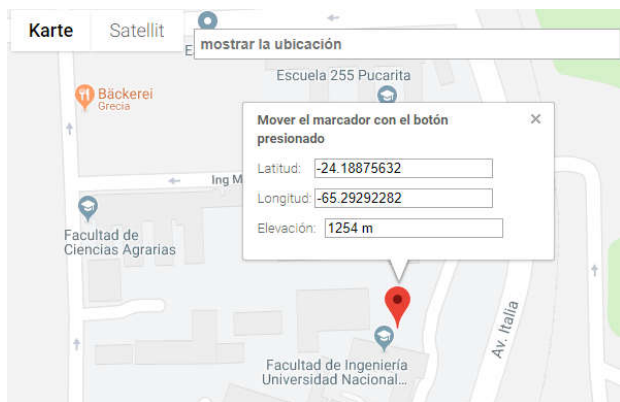 Karte Satellit
mostrar la ubicación
Escuela 255 Pucarita
Bäckerei
Grecia
Mover el marcador con el botón
presionado
Latitud: -24.18875632
Longitud: -65.29292282
Elevación: 1254 m
Ing M
Facultad de
Ciencias Agrarias
Av. Italia
Facultad de Ingeniería
Universidad Nacional...